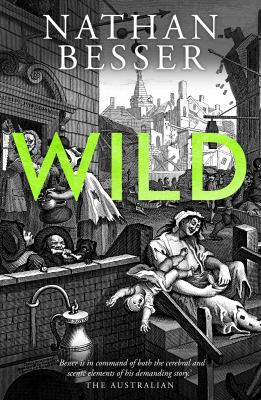 NATHAN
BESSER
WILD
'Besser is in command of both the cerebral and
scenic elements of his demanding story.'
THE AUSTRALIAN